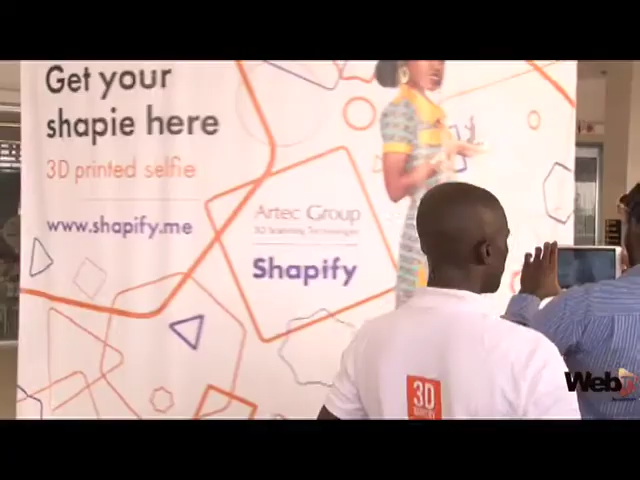 Get your
shapie here
3D printed selfie
www.shapify.me
Artec Group
3D Scanning Technologies
Shapify
3D
Web